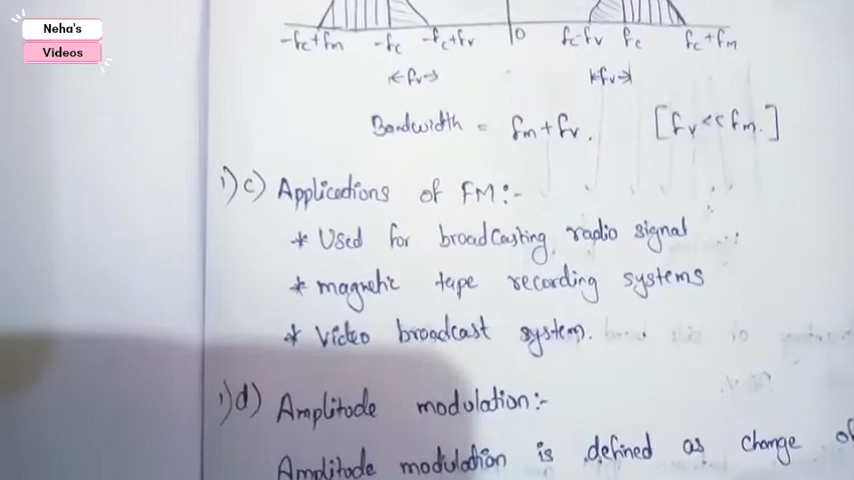 Neha's
Videos
-fc+fm -fc -fc+fv 0 fc-fv fc fc+fm
<-fv-> |<fv>|
Bandwidth = fm+fv. [fv<<fm.]
1)c) Applications of FM:-
* Used for broadcasting radio signal
* magnetic tape recording systems
* Video broadcast system.
1)d) Amplitude modulation:-
Amplitude modulation is defined as change of